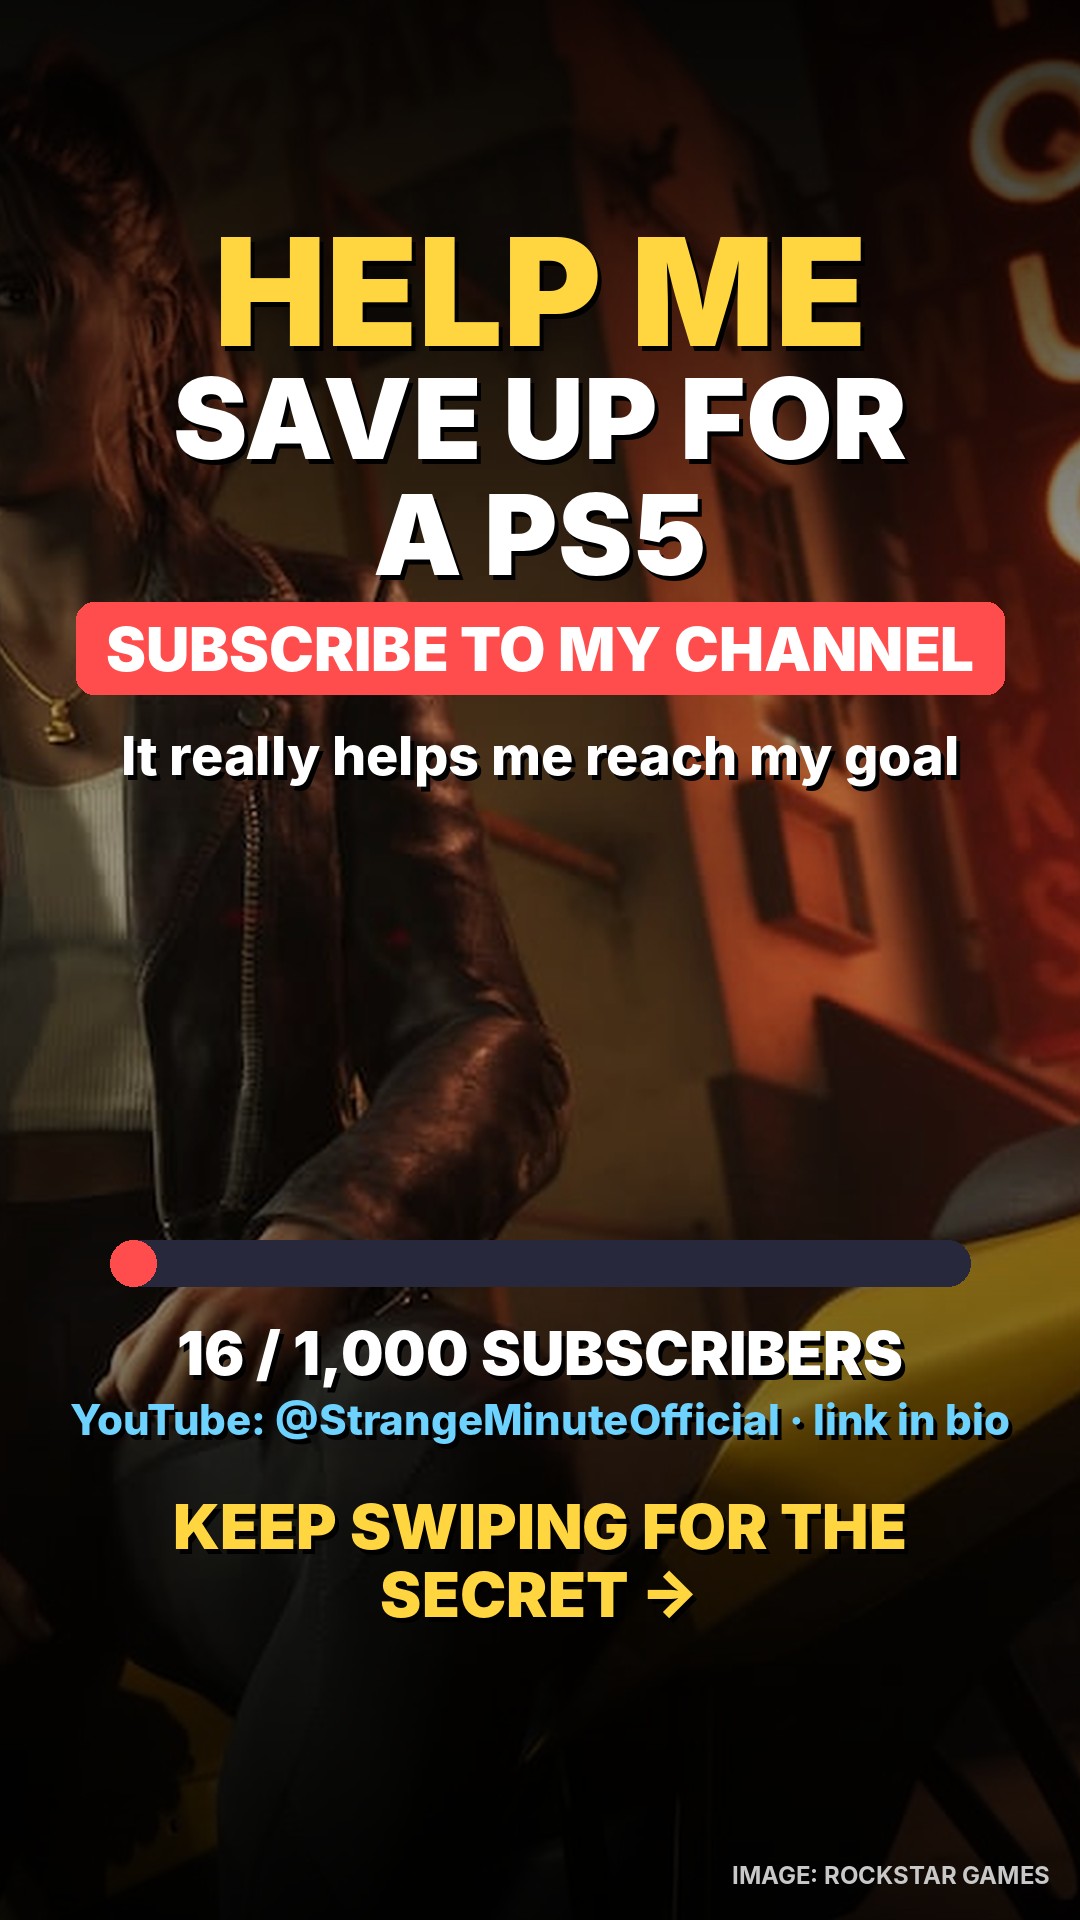 HELP ME
SAVE UP FOR
A PS5
SUBSCRIBE TO MY CHANNEL
It really helps me reach my goal
16 / 1,000 SUBSCRIBERS
YouTube: @StrangeMinuteOfficial · link in bio
KEEP SWIPING FOR THE
SECRET →
IMAGE: ROCKSTAR GAMES